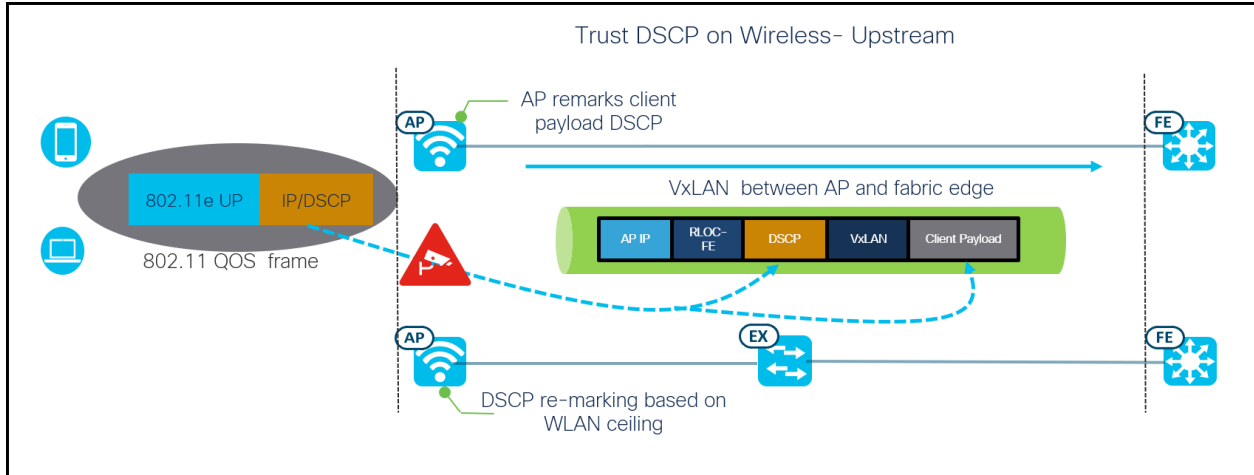 Trust DSCP on Wireless- Upstream
AP remarks client
payload DSCP
AP
FE
VxLAN between AP and fabric edge
802.11e UP
IP/DSCP
AP IP
RLOC-
FE
DSCP
VxLAN
Client Payload
802.11 QOS frame
AP
EX
FE
DSCP re-marking based on
WLAN ceiling